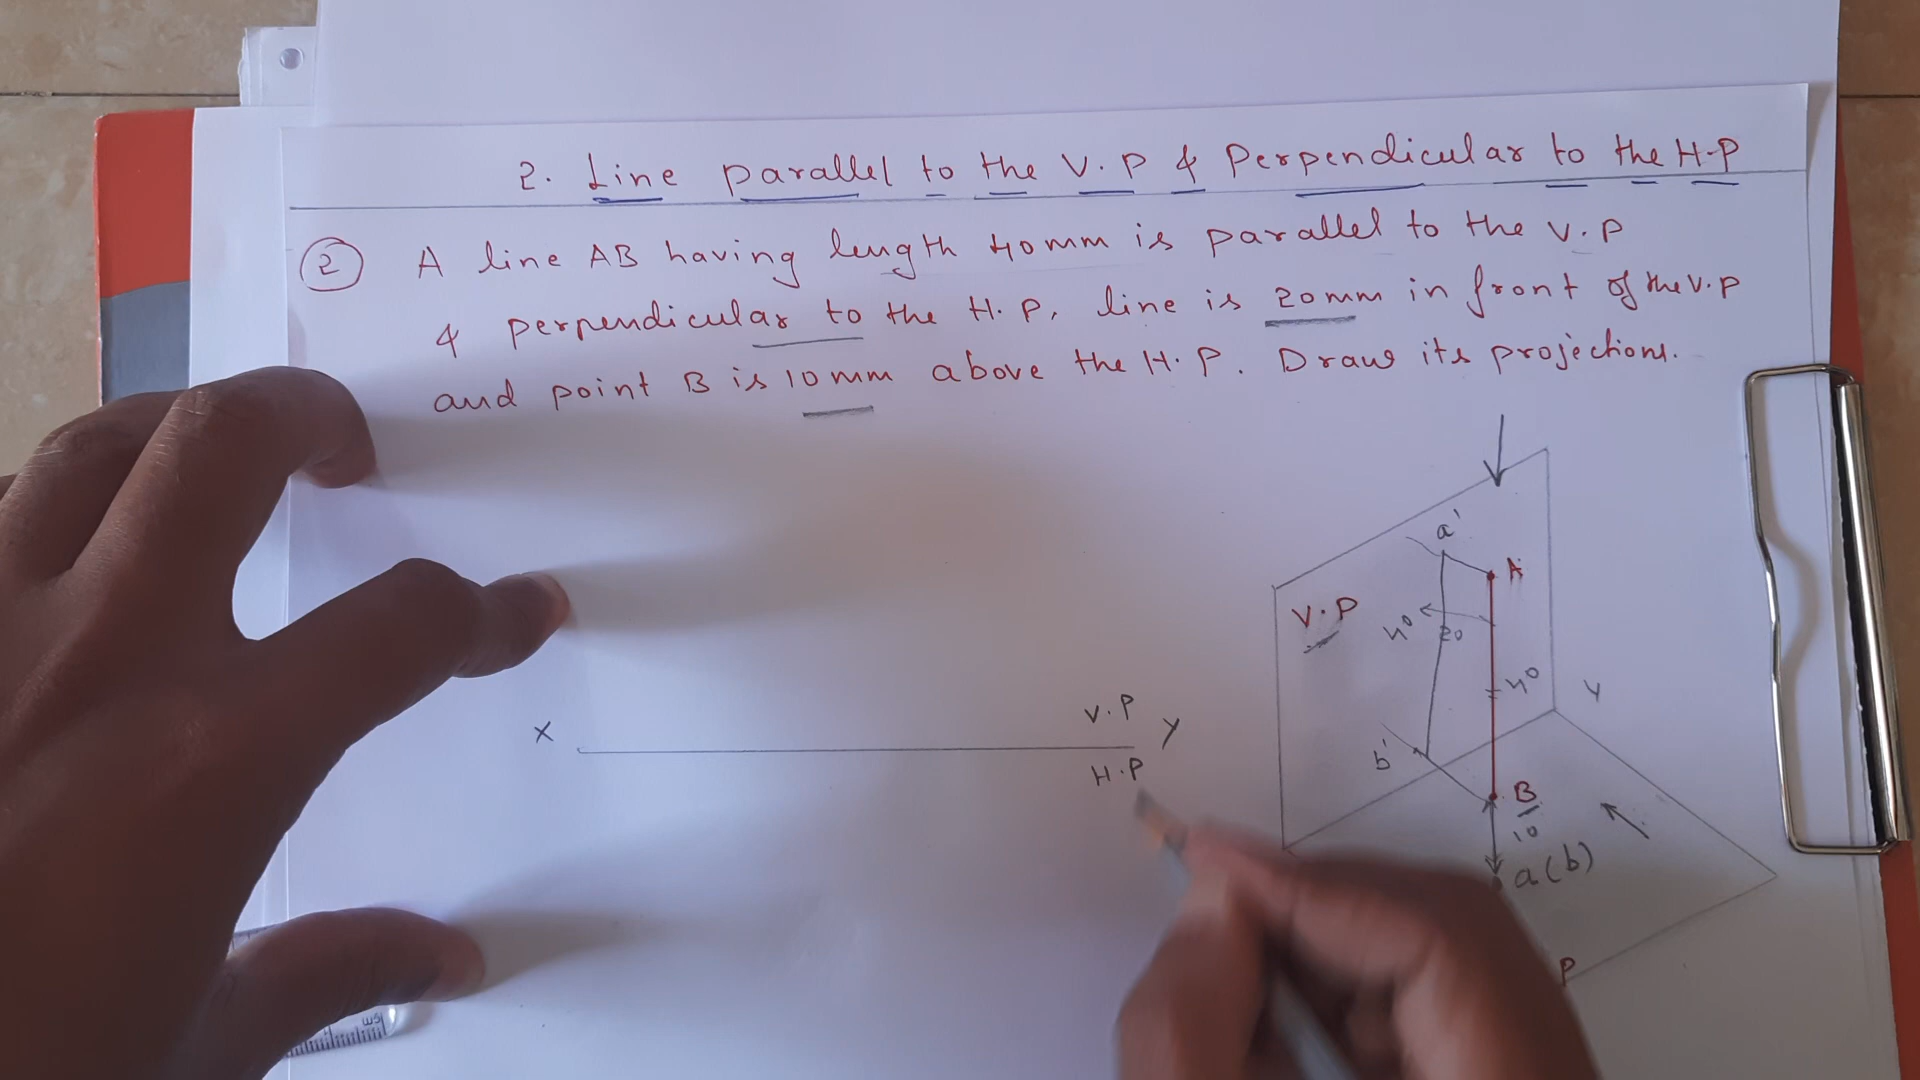 2. Line parallel to the V.P & Perpendicular to the H.P
2 A line AB having length 40mm is parallel to the V.P
& perpendicular to the H.P, line is 20mm in front of the V.P
and point B is 10mm above the H.P. Draw its projections.
a'
A
V.P
40
20
40
Y
X
V.P
Y
H.P
b'
B
10
a(b)
P